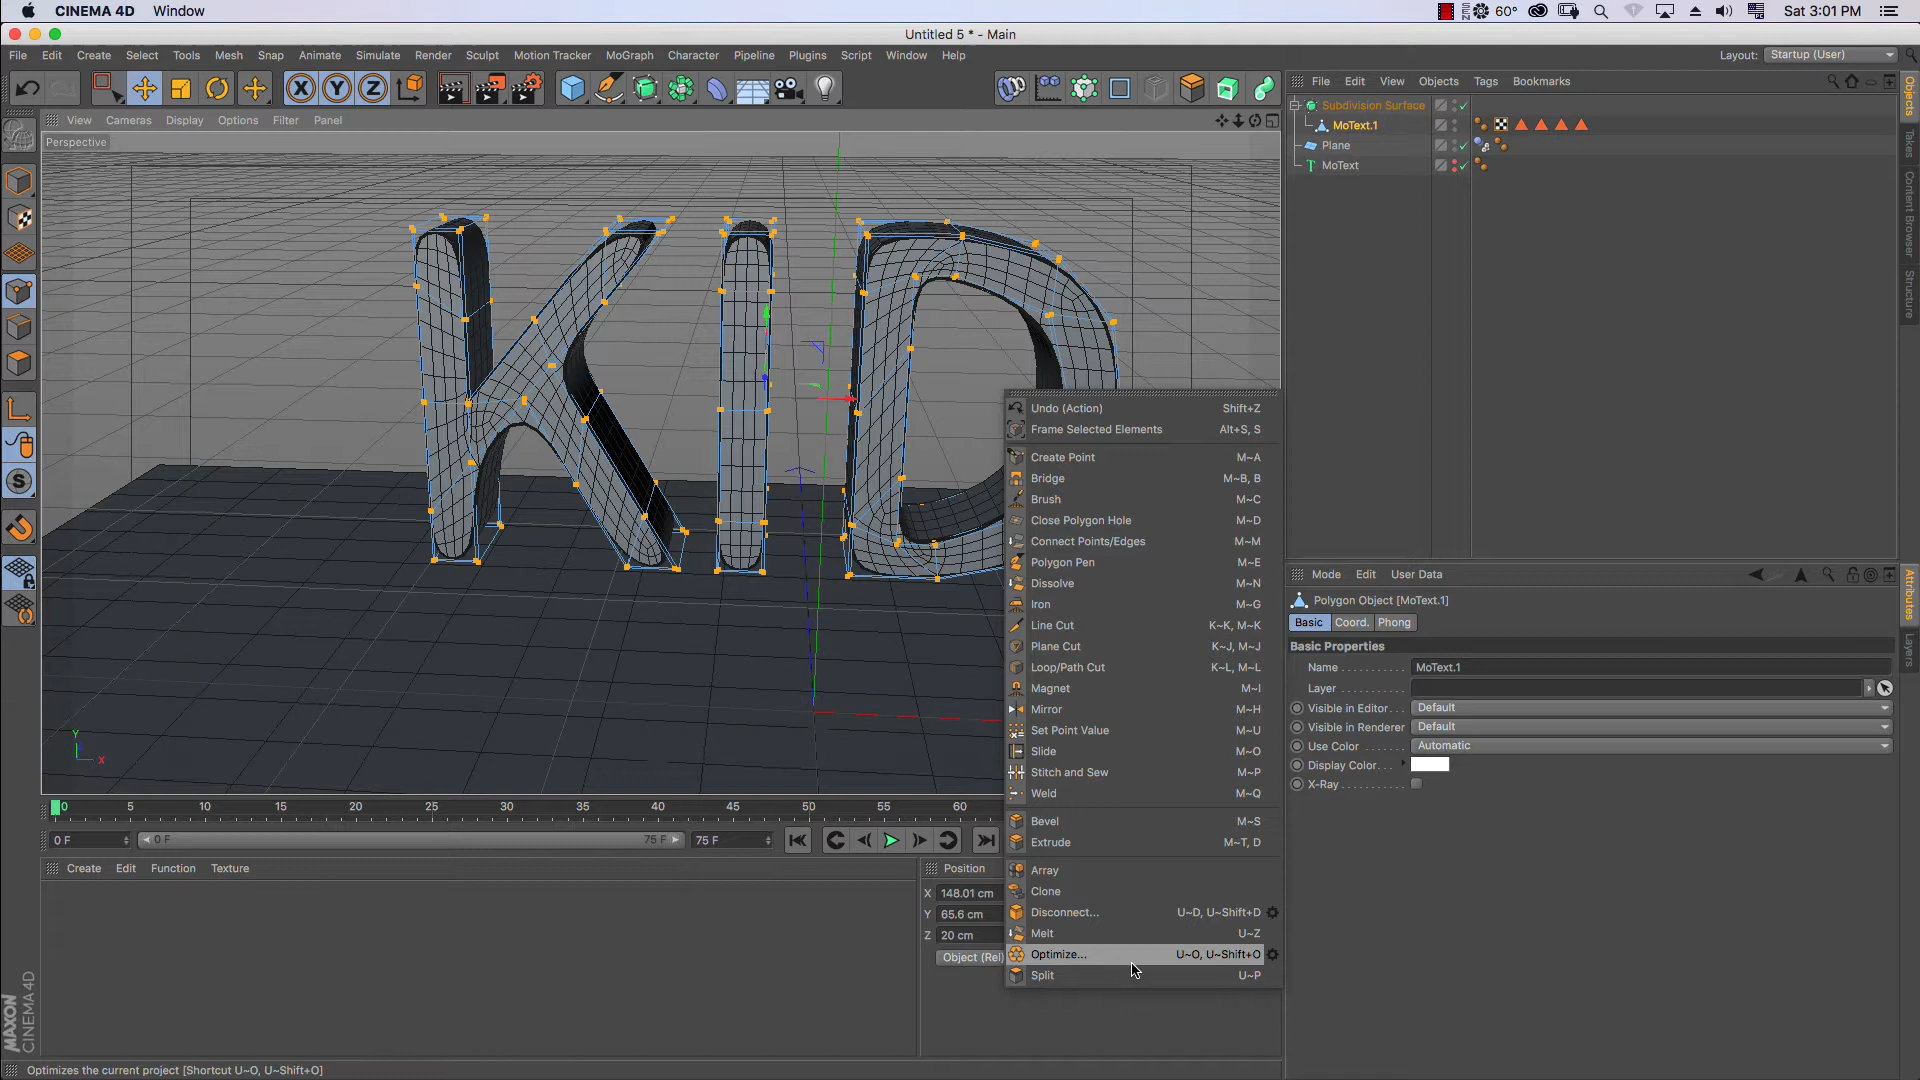 CINEMA 4D Window
60° Sat 3:01 PM
Untitled 5 * - Main
File Edit Create Select Tools Mesh Snap Animate Simulate Render Sculpt Motion Tracker MoGraph Character Pipeline Plugins Script Window Help
Layout: Startup (User)
X Y Z
View Cameras Display Options Filter Panel
Perspective
Y
X
KID
Undo (Action) Shift+Z
Frame Selected Elements Alt+S, S
Create Point M~A
Bridge M~B, B
Brush M~C
Close Polygon Hole M~D
Connect Points/Edges M~M
Polygon Pen M~E
Dissolve M~N
Iron M~G
Line Cut K~K, M~K
Plane Cut K~J, M~J
Loop/Path Cut K~L, M~L
Magnet M~I
Mirror M~H
Set Point Value M~U
Slide M~O
Stitch and Sew M~P
Weld M~Q
Bevel M~S
Extrude M~T, D
Array
Clone
Disconnect... U~D, U~Shift+D
Melt U~Z
Optimize... U~O, U~Shift+O
Split U~P
0 5 10 15 20 25 30 35 40 45 50 55 60
0 F 0 F 75 F 75 F
Create Edit Function Texture
Position
X 148.01 cm
Y 65.6 cm
Z 20 cm
Object (Rel)
MAXON
CINEMA 4D
Optimizes the current project [Shortcut U~O, U~Shift+O]
File Edit View Objects Tags Bookmarks
Subdivision Surface
MoText.1
Plane
MoText
Objects
Takes
Content Browser
Structure
Mode Edit User Data
Polygon Object [MoText.1]
Basic Coord. Phong
Basic Properties
Name MoText.1
Layer
Visible in Editor Default
Visible in Renderer Default
Use Color Automatic
Display Color
X-Ray
Attributes
Layers